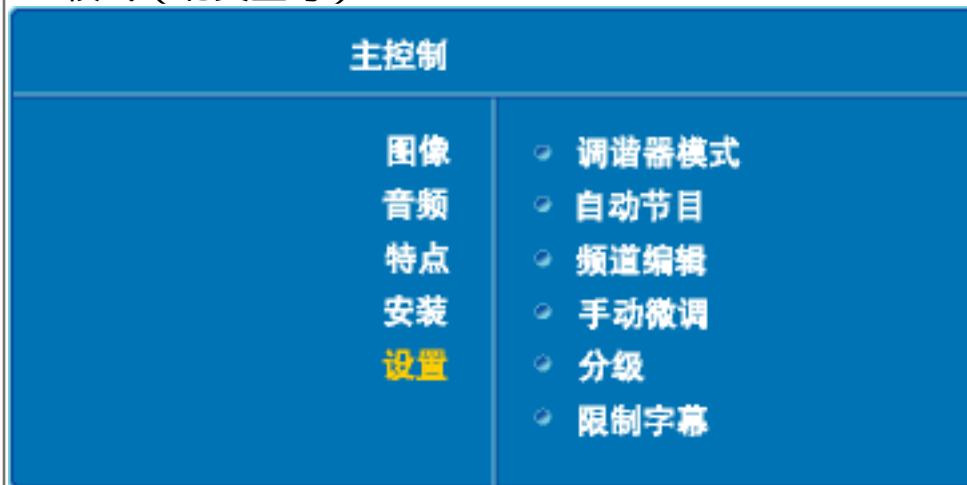 主控制
图像
音频
特点
安装
设置
调谐器模式
自动节目
频道编辑
手动微调
分级
限制字幕